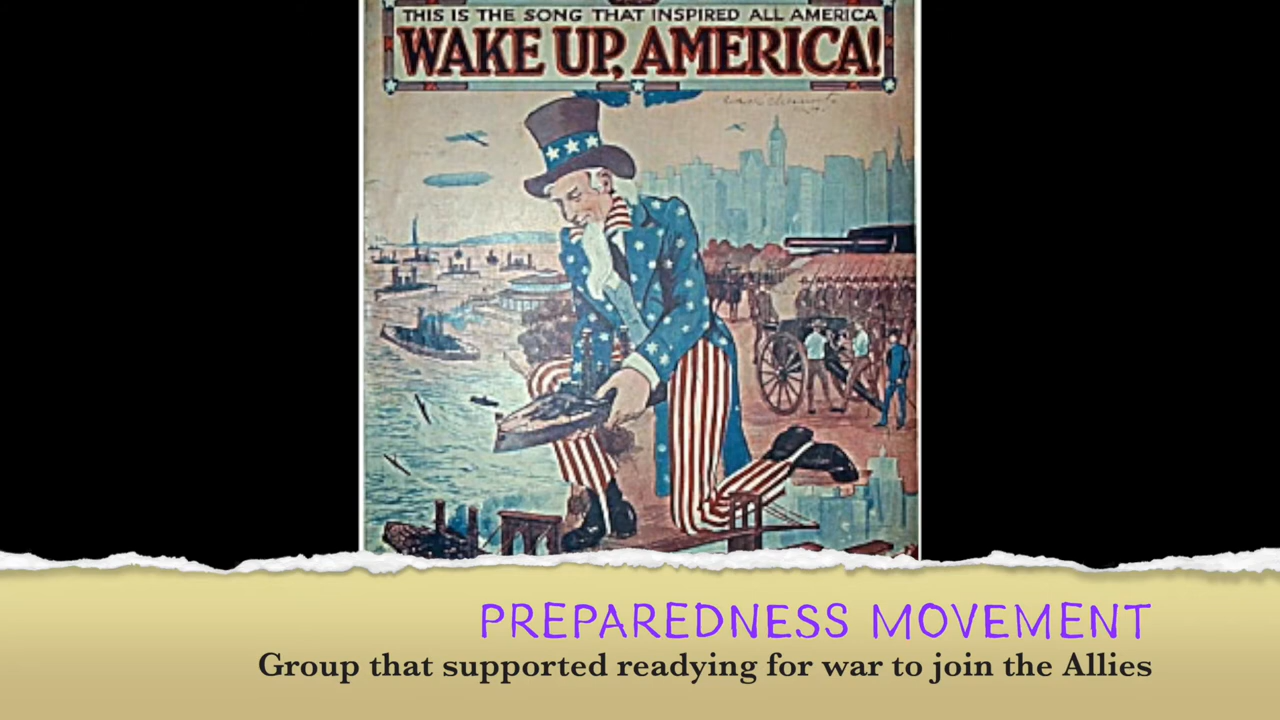 THIS IS THE SONG THAT INSPIRED ALL AMERICA
WAKE UP, AMERICA!
PREPAREDNESS MOVEMENT
Group that supported readying for war to join the Allies